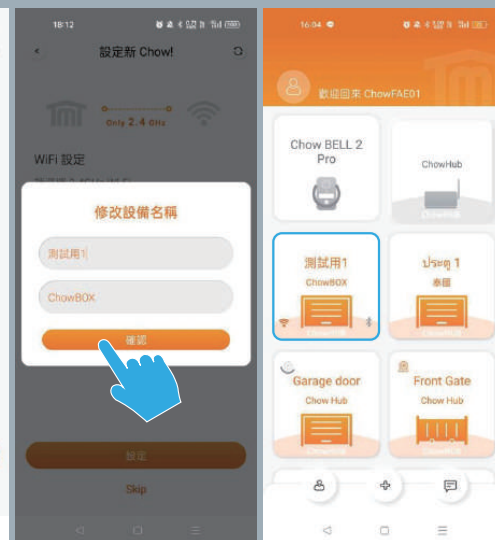 18:12
設定新 Chow!
Only 2.4 GHz
WiFi 設定
修改設備名稱
測試用1
ChowBOX
確認
設定
Skip
16:04
歡迎回來 ChowFAE01
Chow BELL 2
Pro
ChowHub
測試用1
ChowBOX
ประตู 1
泰國
Garage door
Chow Hub
Front Gate
Chow Hub